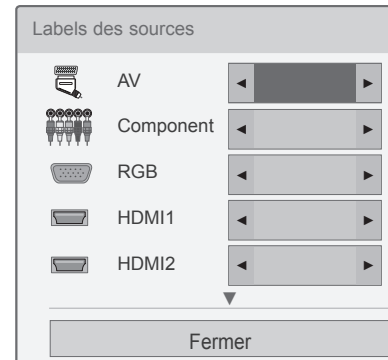 Labels des sources
AV
Component
RGB
HDMI1
HDMI2
Fermer